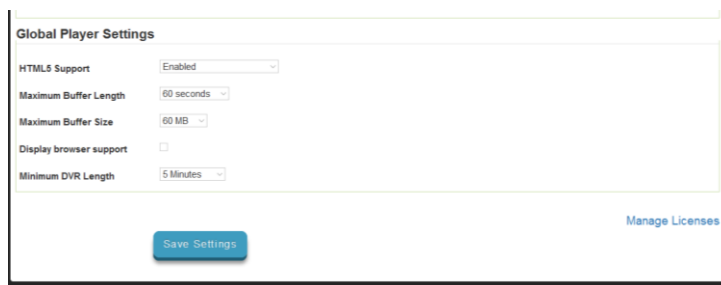 Global Player Settings
HTML5 Support Enabled
Maximum Buffer Length 60 seconds
Maximum Buffer Size 60 MB
Display browser support
Minimum DVR Length 5 Minutes
Manage Licenses
Save Settings